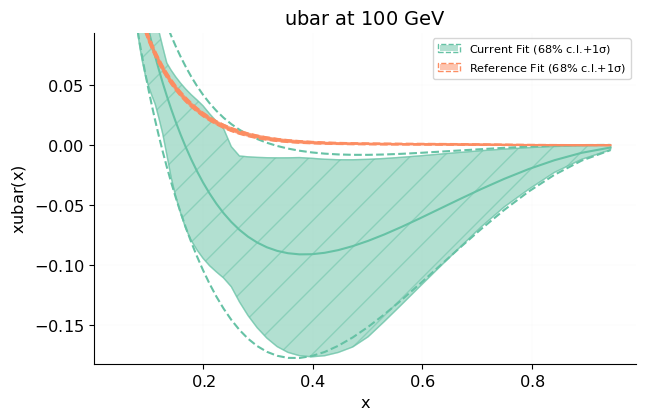 ubar at 100 GeV
Current Fit (68% c.l.+1σ)
Reference Fit (68% c.l.+1σ)
xubar(x)
0.05
0.00
−0.05
−0.10
−0.15
0.2 0.4 0.6 0.8
x